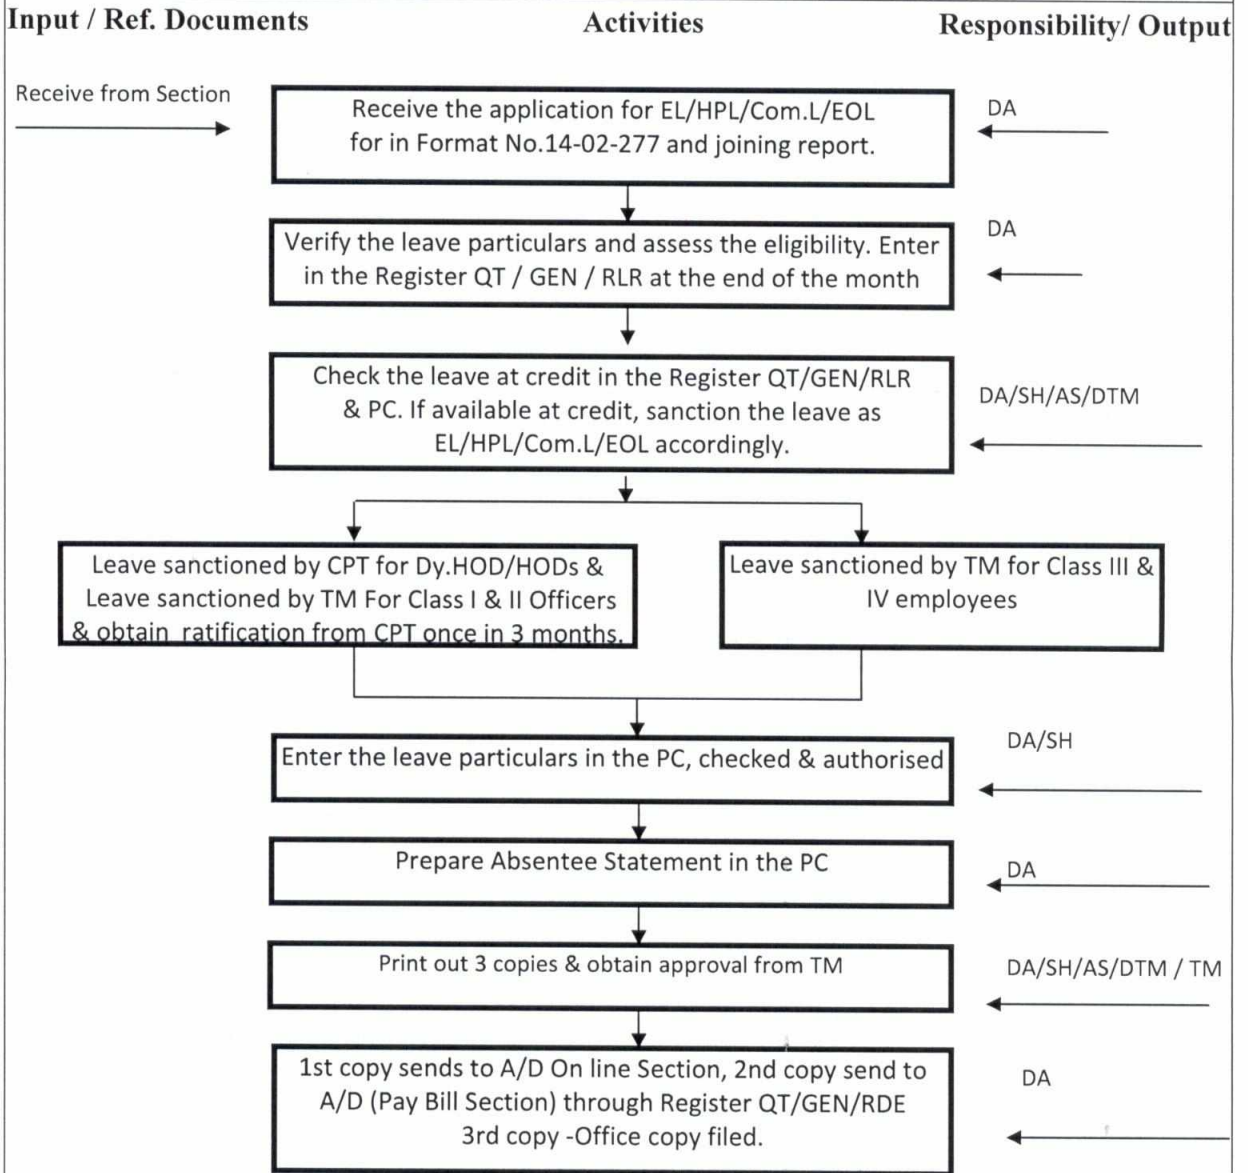 Input / Ref. Documents
Activities
Responsibility/ Output
Receive from Section
Receive the application for EL/HPL/Com.L/EOL
for in Format No.14-02-277 and joining report.
DA
Verify the leave particulars and assess the eligibility. Enter
in the Register QT / GEN / RLR at the end of the month
DA
Check the leave at credit in the Register QT/GEN/RLR
& PC. If available at credit, sanction the leave as
EL/HPL/Com.L/EOL accordingly.
DA/SH/AS/DTM
Leave sanctioned by CPT for Dy.HOD/HODs &
Leave sanctioned by TM For Class I & II Officers
& obtain ratification from CPT once in 3 months.
Leave sanctioned by TM for Class III &
IV employees
Enter the leave particulars in the PC, checked & authorised
DA/SH
Prepare Absentee Statement in the PC
DA
Print out 3 copies & obtain approval from TM
DA/SH/AS/DTM / TM
1st copy sends to A/D On line Section, 2nd copy send to
A/D (Pay Bill Section) through Register QT/GEN/RDE
3rd copy -Office copy filed.
DA